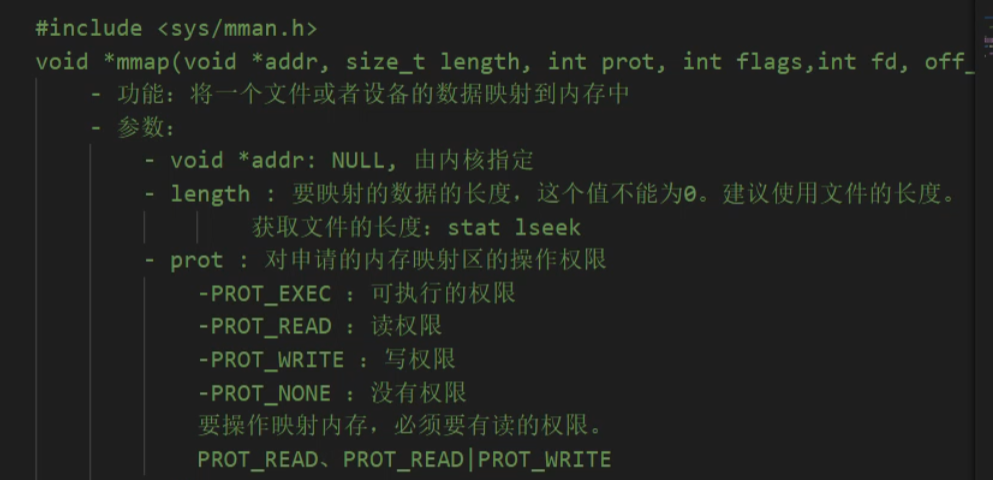 #include <sys/mman.h>
void *mmap(void *addr, size_t length, int prot, int flags,int fd, off_
- 功能：将一个文件或者设备的数据映射到内存中
- 参数：
- void *addr: NULL, 由内核指定
- length : 要映射的数据的长度，这个值不能为0。建议使用文件的长度。
获取文件的长度：stat lseek
- prot : 对申请的内存映射区的操作权限
-PROT_EXEC ：可执行的权限
-PROT_READ ：读权限
-PROT_WRITE ：写权限
-PROT_NONE ：没有权限
要操作映射内存，必须要有读的权限。
PROT_READ、PROT_READ|PROT_WRITE